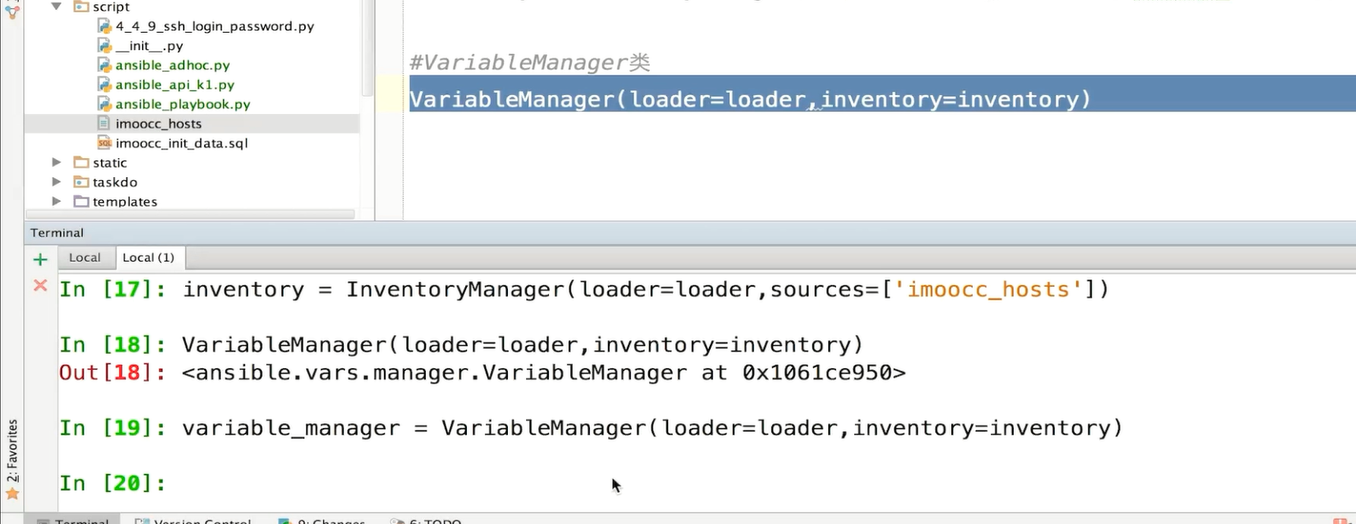 script
4_4_9_ssh_login_password.py
__init__.py
ansible_adhoc.py
ansible_api_k1.py
ansible_playbook.py
imoocc_hosts
imoocc_init_data.sql
static
taskdo
templates
#VariableManager类
VariableManager(loader=loader,inventory=inventory)
Terminal
Local
Local (1)
In [17]: inventory = InventoryManager(loader=loader,sources=['imoocc_hosts'])
In [18]: VariableManager(loader=loader,inventory=inventory)
Out[18]: <ansible.vars.manager.VariableManager at 0x1061ce950>
In [19]: variable_manager = VariableManager(loader=loader,inventory=inventory)
In [20]:
2: Favorites
Terminal
Version Control
9: Changes
6: TODO